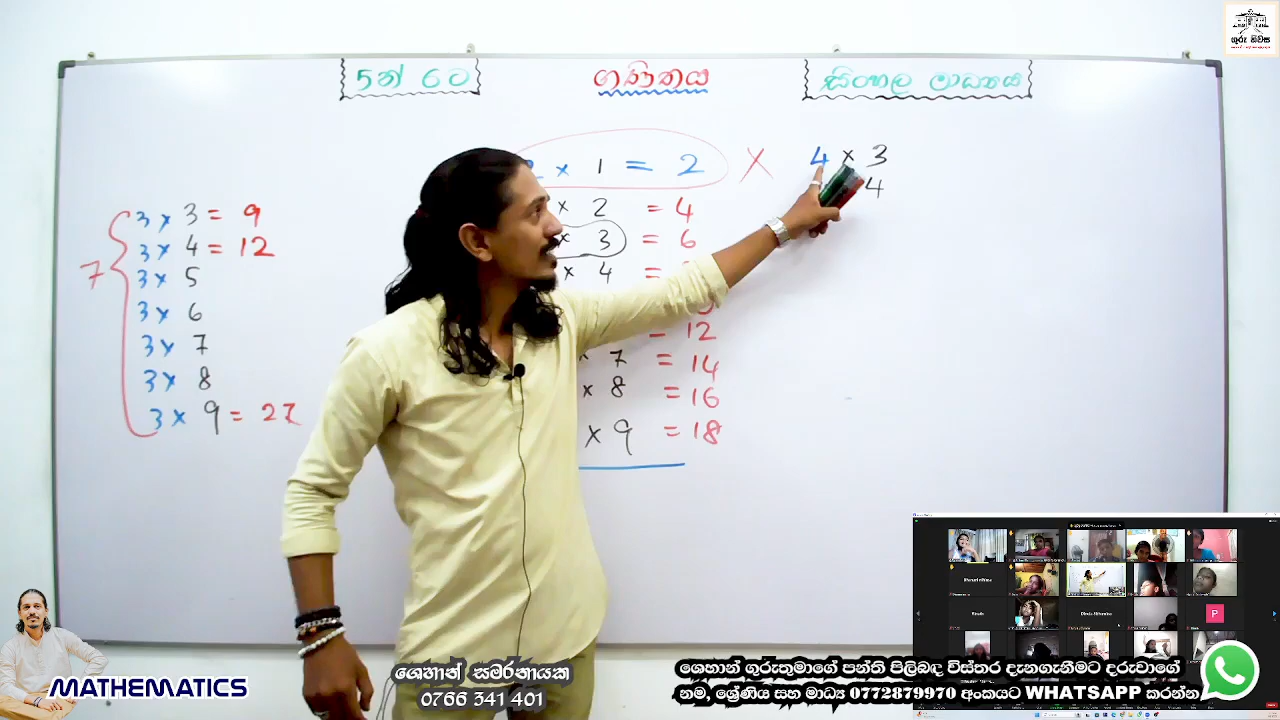 5න් 6 ට
ගණිතය
සිංහල මාධ්‍යය
ගුරු නිවස
2 x 1 = 2 X
x 2 = 4
x 3 = 6
x 4 =
= 12
x 7 = 14
x 8 = 16
x 9 = 18
3 x 3 = 9
3 x 4 = 12
3 x 5
3 x 6
3 x 7
3 x 8
3 x 9 = 27
7
4 x 3
4
MATHEMATICS
ශෙහාන් සමරනායක
0766 341 401
ශෙහාන් ගුරුතුමාගේ පන්ති පිලිබඳ විස්තර දැනගැනීමට දරුවාගේ
නම, ශ්‍රේණිය සහ මාධ්‍ය 0772879970 අංකයට WHATSAPP කරන්න
P